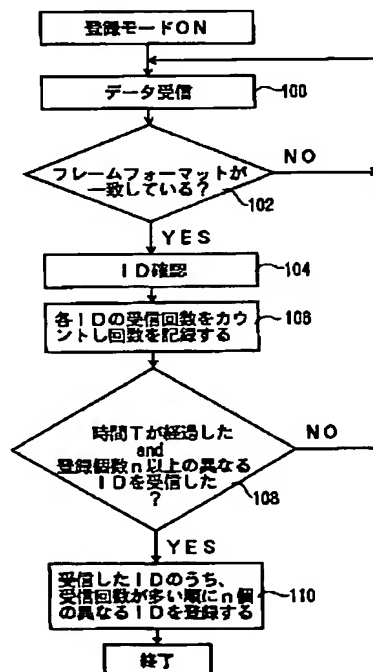 登録モードON
データ受信
100
フレームフォーマットが
一致している?
NO
102
YES
ID確認
104
各IDの受信回数をカウ
ントし回数を記録する
106
時間Tが経過した
and
登録個数n以上の異なる
IDを受信した
?
NO
108
YES
受信したIDのうち、
受信回数が多い順にn個
の異なるIDを登録する
110
終了